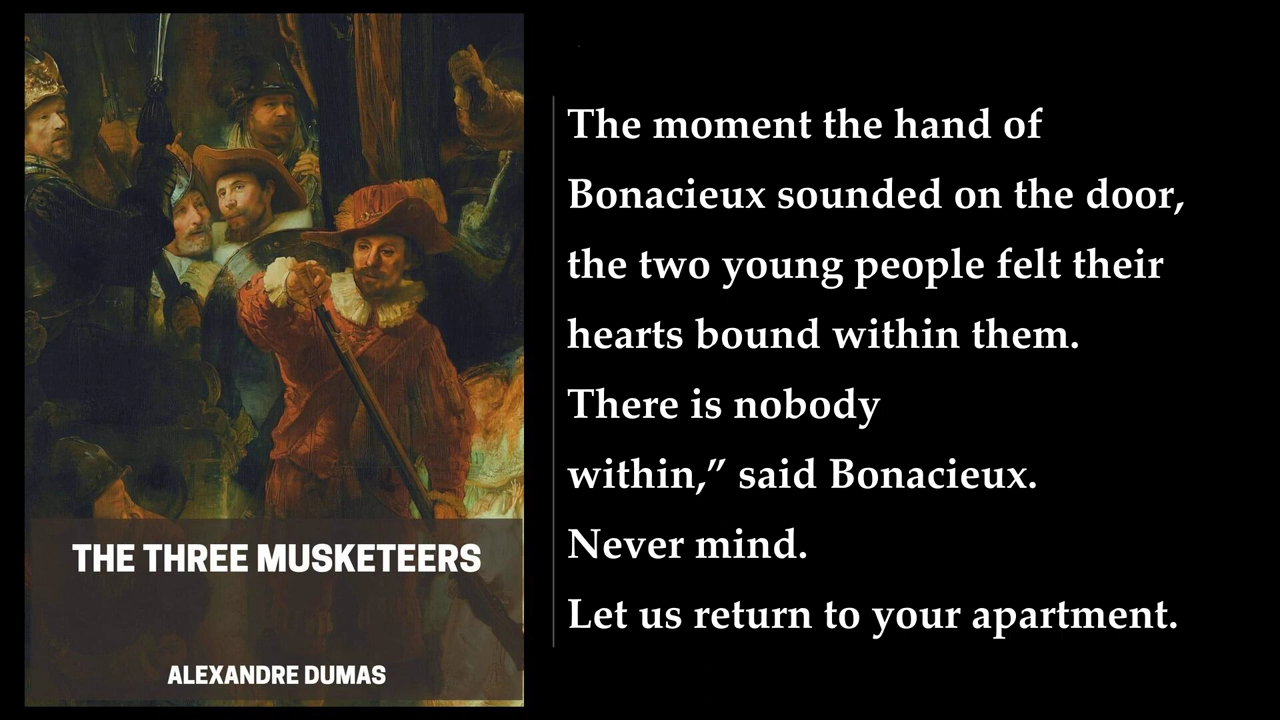 THE THREE MUSKETEERS
ALEXANDRE DUMAS
The moment the hand of
Bonacieux sounded on the door,
the two young people felt their
hearts bound within them.
There is nobody
within,” said Bonacieux.
Never mind.
Let us return to your apartment.